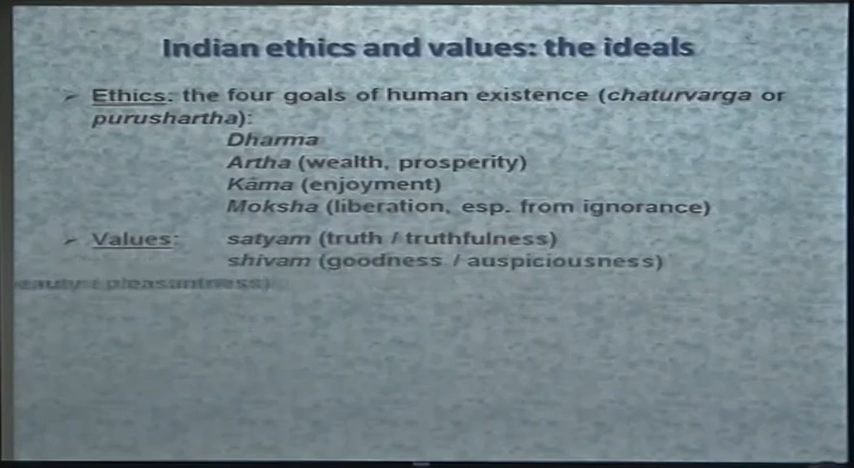 Indian ethics and values: the ideals
➢ Ethics: the four goals of human existence (chaturvarga or
purushartha):
Dharma
Artha (wealth, prosperity)
Kāma (enjoyment)
Moksha (liberation, esp. from ignorance)
➢ Values: satyam (truth / truthfulness)
shivam (goodness / auspiciousness)
pleasantness)